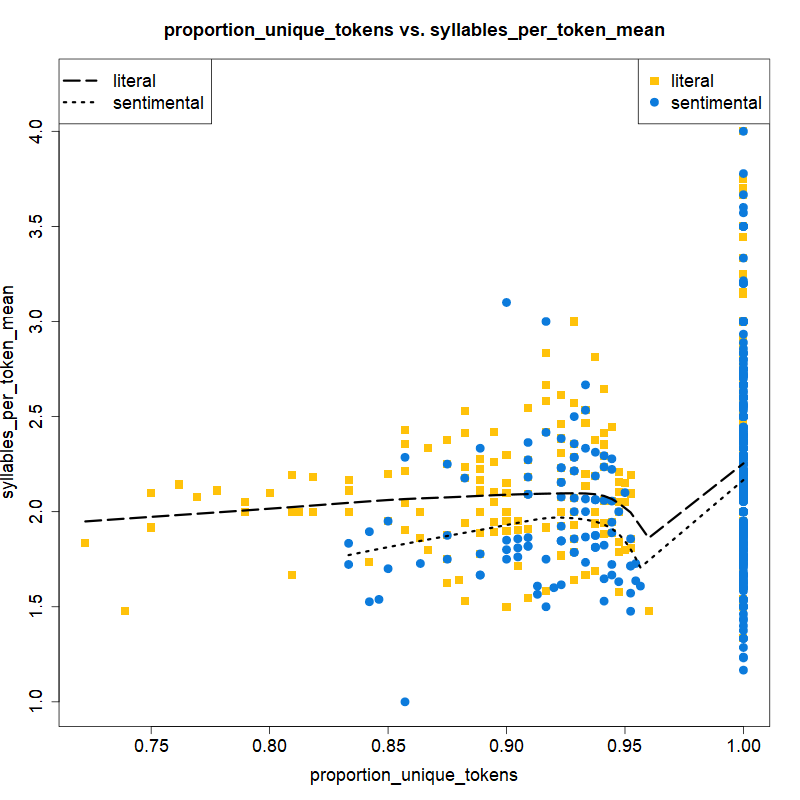 proportion_unique_tokens vs. syllables_per_token_mean
literal
sentimental
literal
sentimental
syllables_per_token_mean
4.0
3.5
3.0
2.5
2.0
1.5
1.0
0.75 0.80 0.85 0.90 0.95 1.00
proportion_unique_tokens